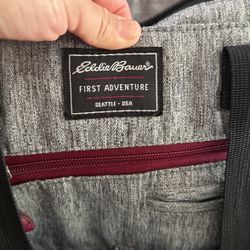 Eddie Bauer
FIRST ADVENTURE
SEATTLE - USA